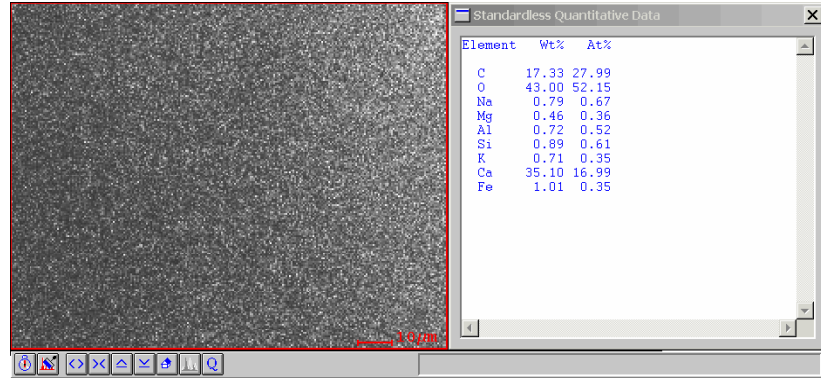 Standardless Quantitative Data
Element Wt% At%
C 17.33 27.99
O 43.00 52.15
Na 0.79 0.67
Mg 0.46 0.36
Al 0.72 0.52
Si 0.89 0.61
K 0.71 0.35
Ca 35.10 16.99
Fe 1.01 0.35
10µm
Q